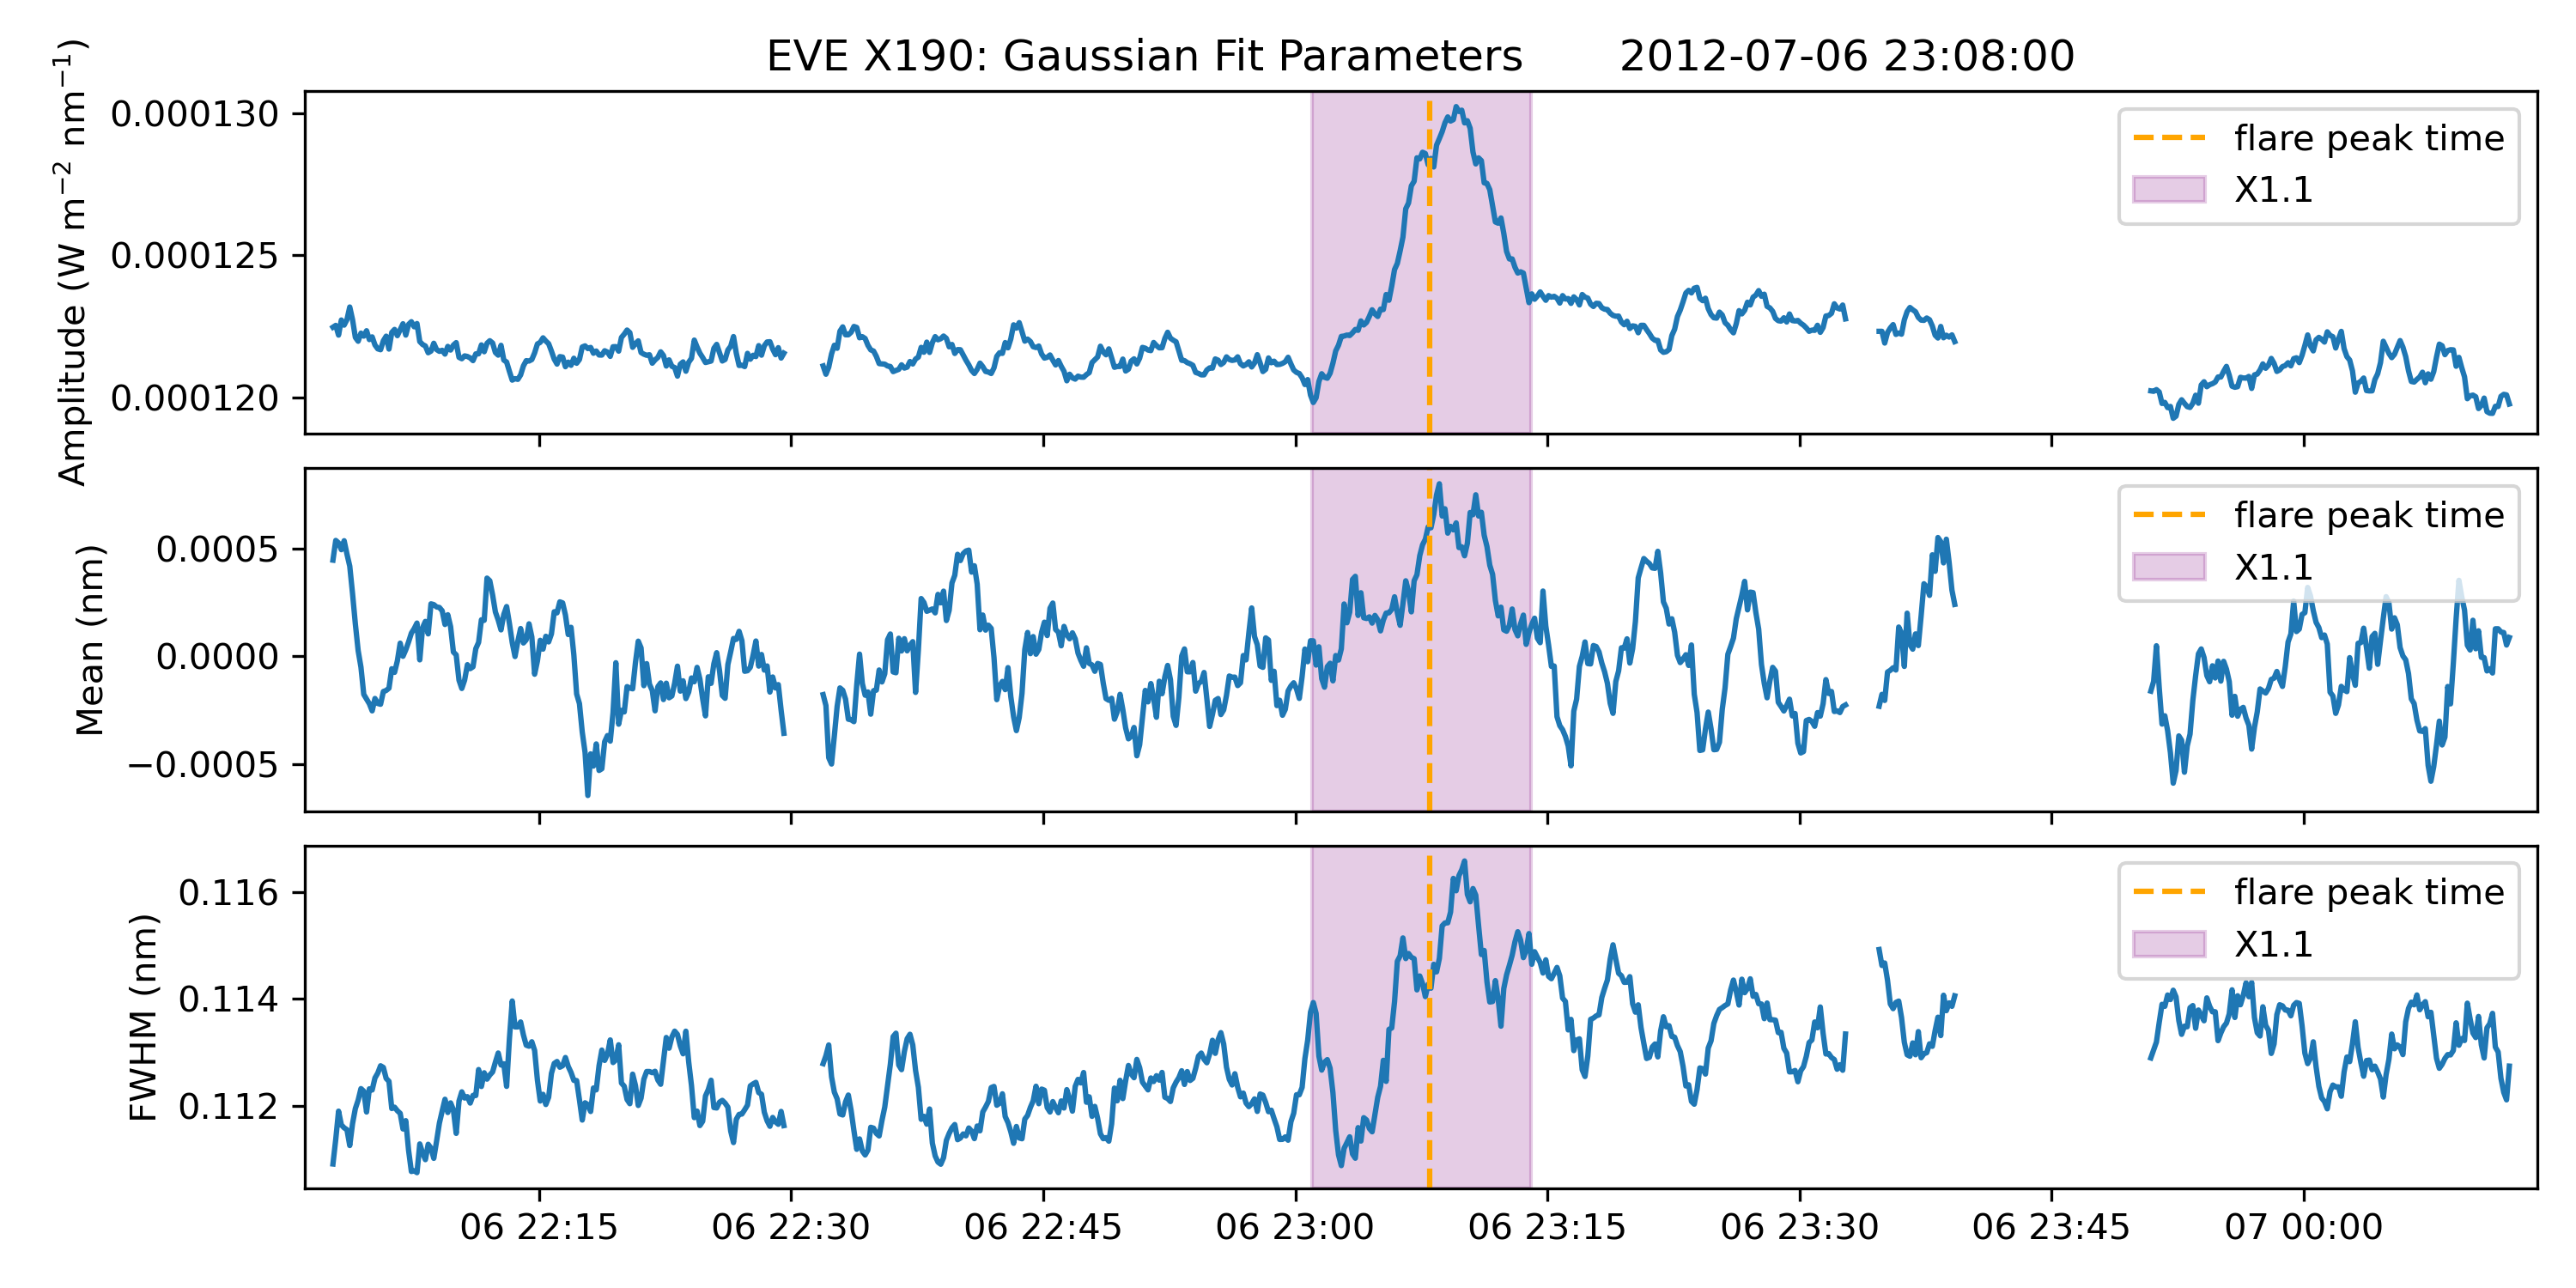 EVE X190: Gaussian Fit Parameters 2012-07-06 23:08:00
Amplitude (W m⁻² nm⁻¹)
0.000130
0.000125
0.000120
flare peak time
X1.1
Mean (nm)
0.0005
0.0000
−0.0005
flare peak time
X1.1
FWHM (nm)
0.116
0.114
0.112
flare peak time
X1.1
06 22:15 06 22:30 06 22:45 06 23:00 06 23:15 06 23:30 06 23:45 07 00:00